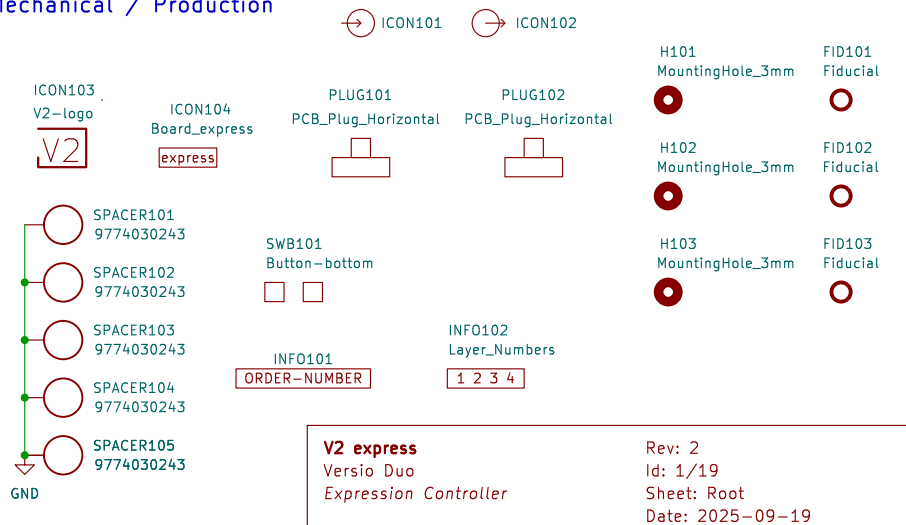 Mechanical / Production
ICON101
ICON102
H101
MountingHole_3mm
FID101
Fiducial
ICON103
V2-logo
V2
ICON104
Board_express
express
PLUG101
PCB_Plug_Horizontal
PLUG102
PCB_Plug_Horizontal
H102
MountingHole_3mm
FID102
Fiducial
SPACER101
9774030243
SPACER102
9774030243
SPACER103
9774030243
SPACER104
9774030243
SPACER105
9774030243
GND
SWB101
Button-bottom
H103
MountingHole_3mm
FID103
Fiducial
INFO101
ORDER-NUMBER
INFO102
Layer_Numbers
1 2 3 4
V2 express
Versio Duo
Expression Controller
Rev: 2
Id: 1/19
Sheet: Root
Date: 2025-09-19